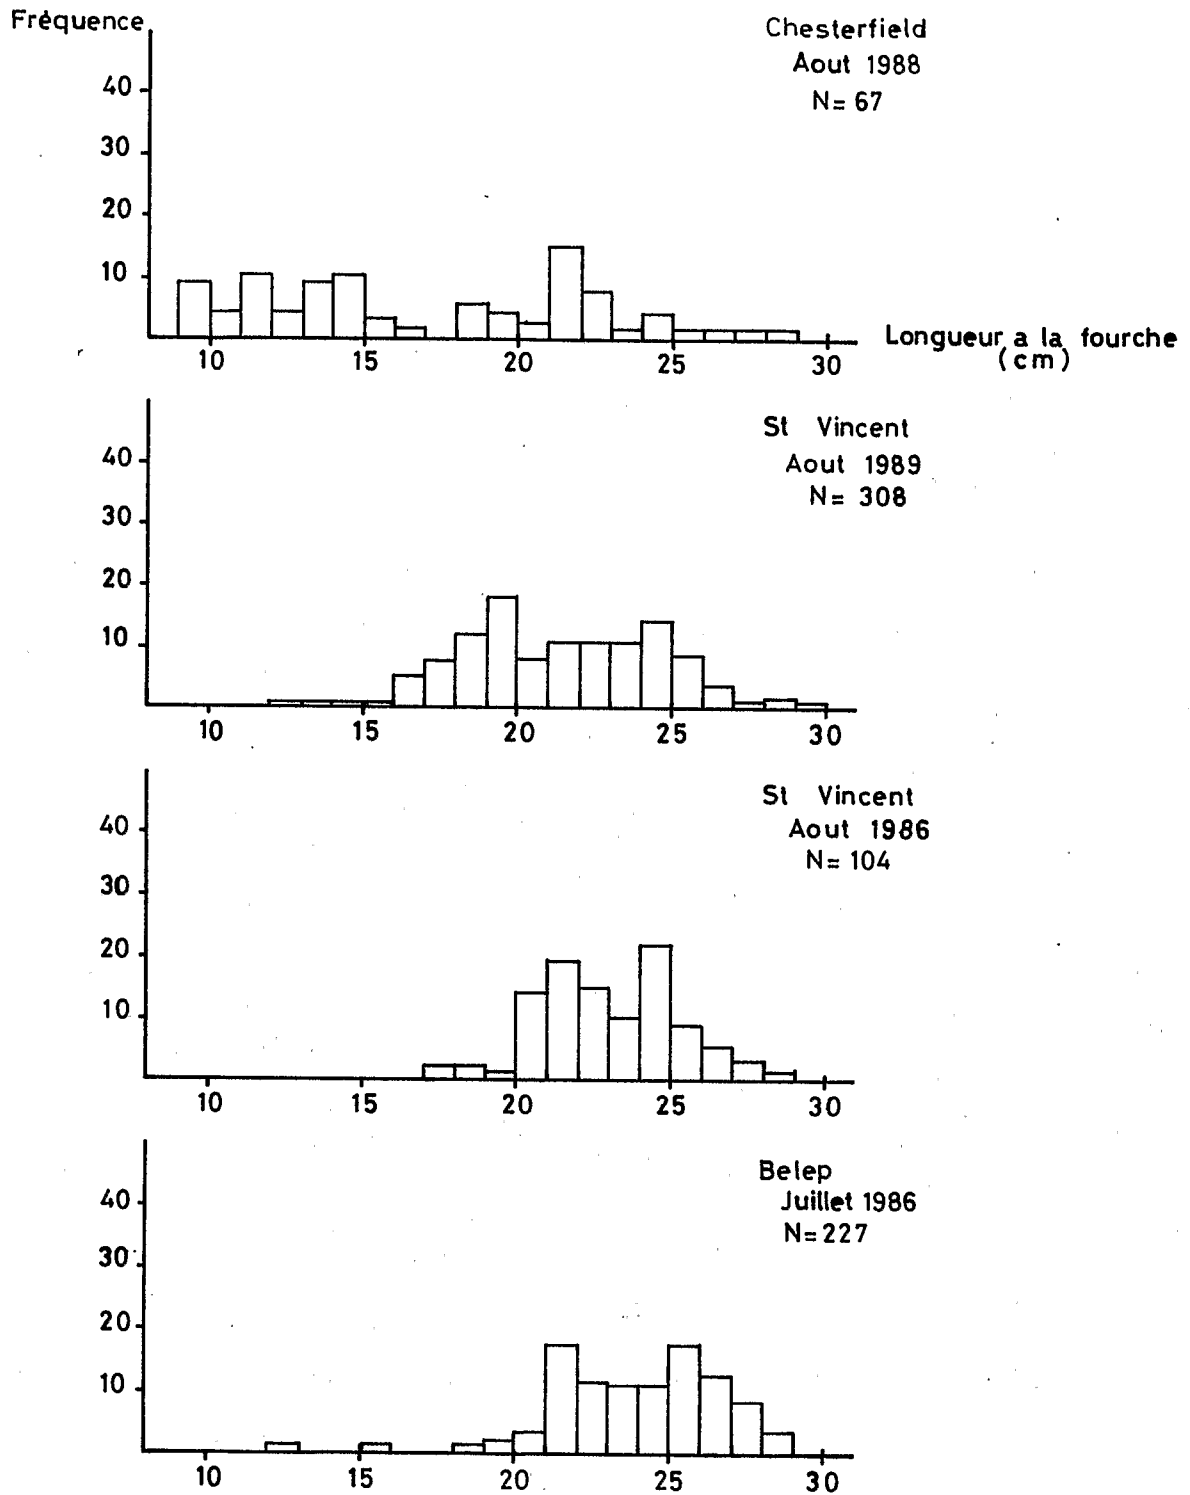 Fréquence
Chesterfield
Aout 1988
N= 67
40
30
20
10
10 15 20 25 30
Longueur a la fourche
(cm)
St Vincent
Aout 1989
N= 308
40
30
20
10
10 15 20 25 30
St Vincent
Aout 1986
N= 104
40
30
20
10
10 15 20 25 30
Belep
Juillet 1986
N=227
40
30
20
10
10 15 20 25 30